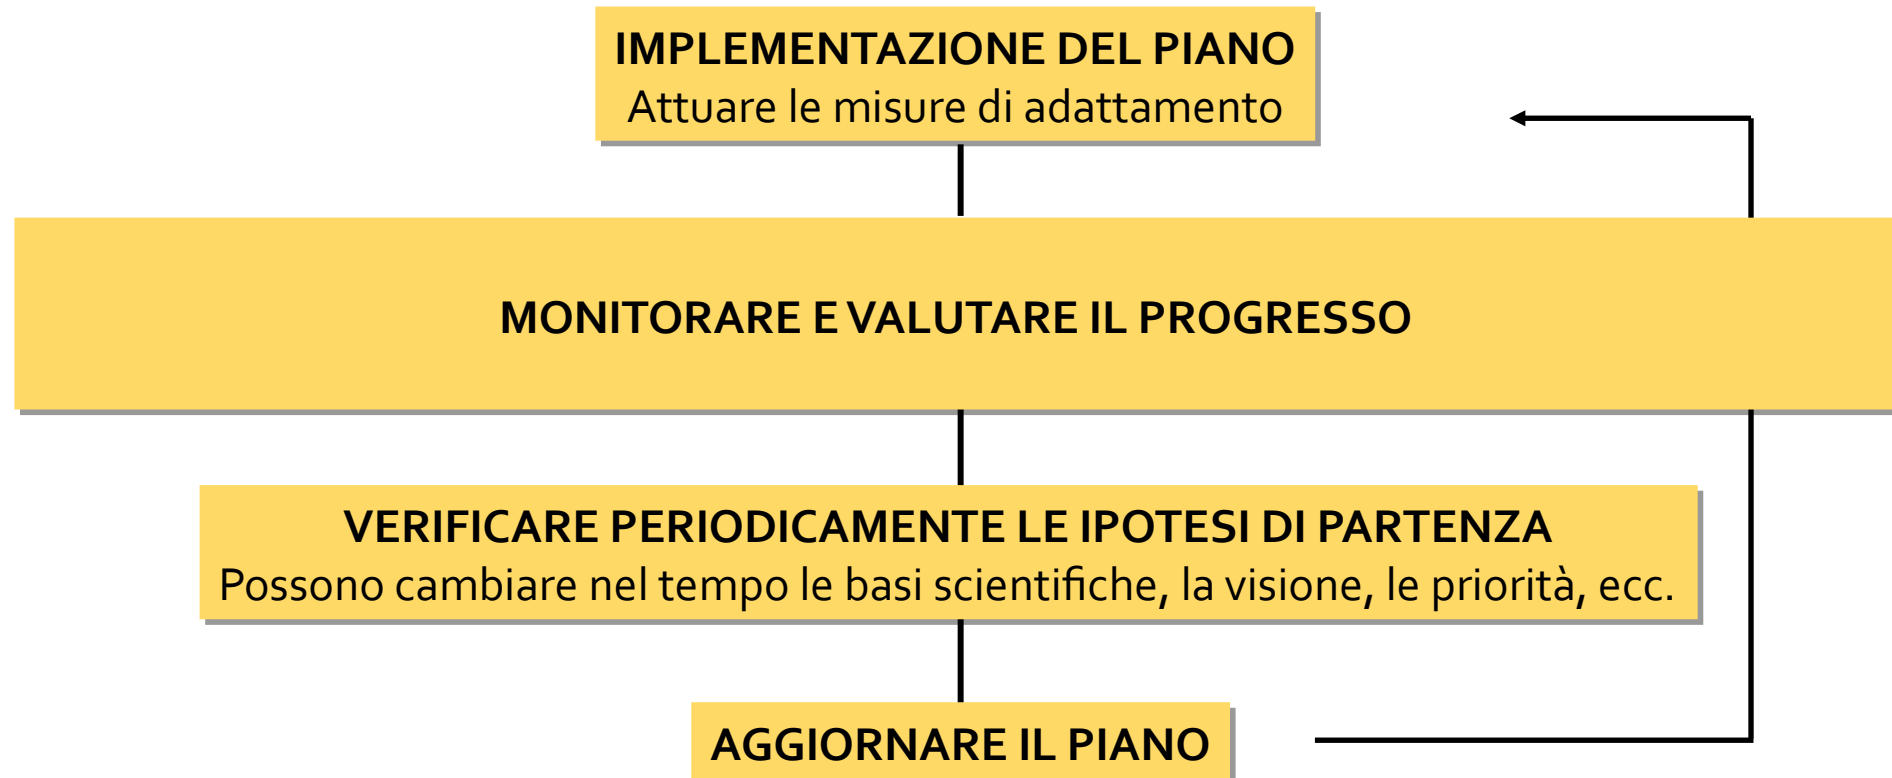 IMPLEMENTAZIONE DEL PIANO
Attuare le misure di adattamento
MONITORARE E VALUTARE IL PROGRESSO
VERIFICARE PERIODICAMENTE LE IPOTESI DI PARTENZA
Possono cambiare nel tempo le basi scientifiche, la visione, le priorità, ecc.
AGGIORNARE IL PIANO